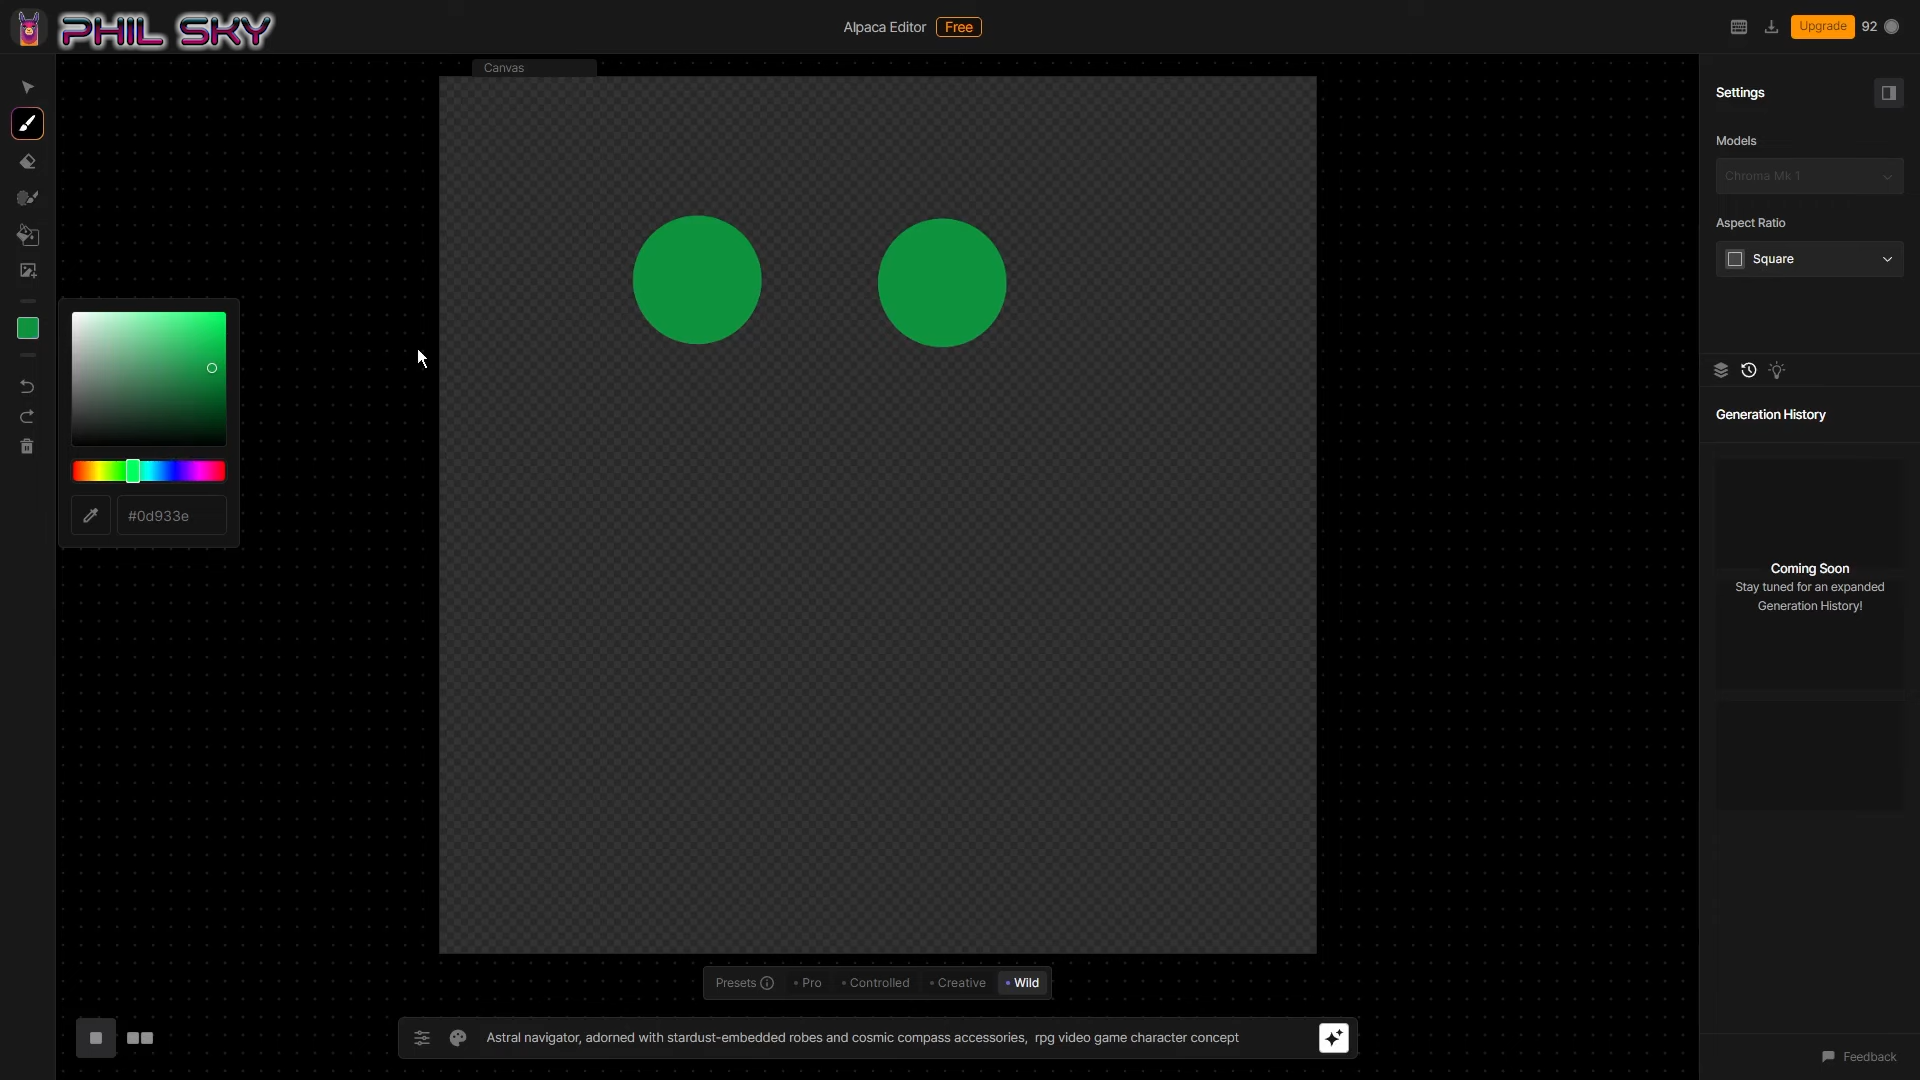 PHIL SKY
Alpaca Editor Free
Upgrade 92
Canvas
Settings
Models
Chroma Mk 1
Aspect Ratio
Square
Generation History
#0d933e
Coming Soon
Stay tuned for an expanded
Generation History!
Presets • Pro • Controlled • Creative • Wild
Astral navigator, adorned with stardust-embedded robes and cosmic compass accessories, rpg video game character concept
Feedback